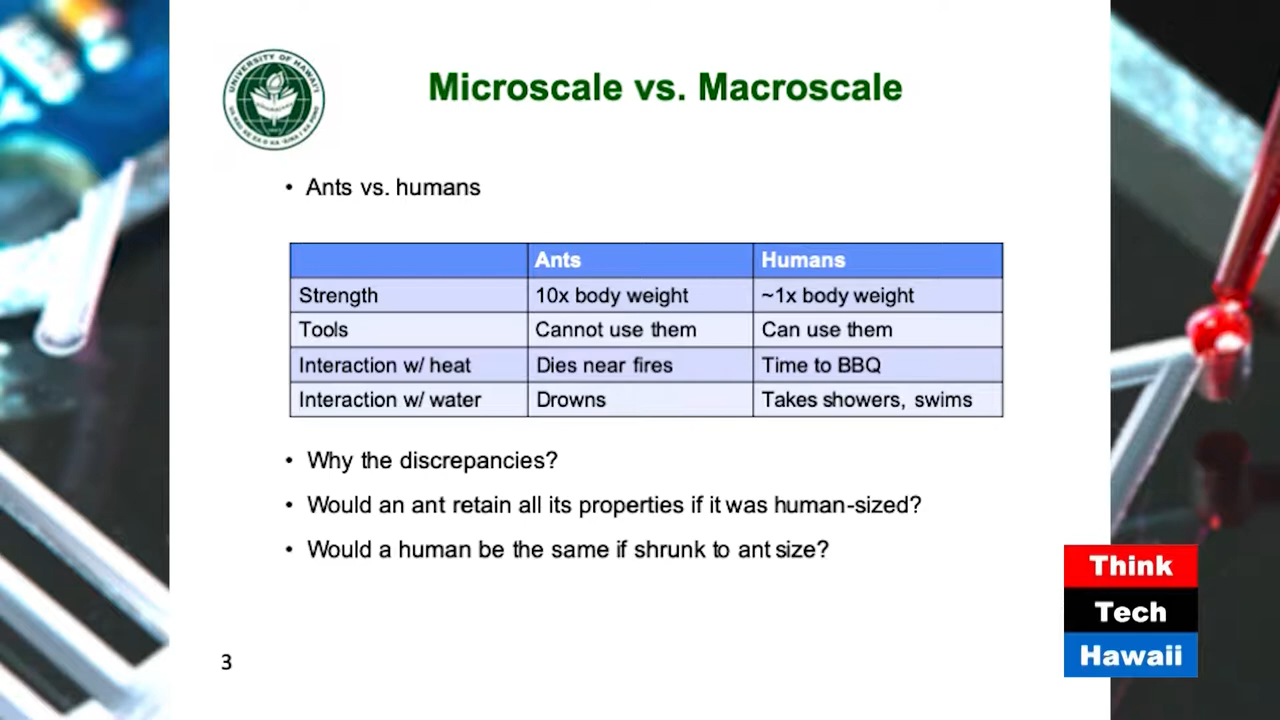 UNIVERSITY OF HAWAI'I
Microscale vs. Macroscale
• Ants vs. humans
Ants Humans
Strength 10x body weight ~1x body weight
Tools Cannot use them Can use them
Interaction w/ heat Dies near fires Time to BBQ
Interaction w/ water Drowns Takes showers, swims
• Why the discrepancies?
• Would an ant retain all its properties if it was human-sized?
• Would a human be the same if shrunk to ant size?
Think
Tech
Hawaii
3